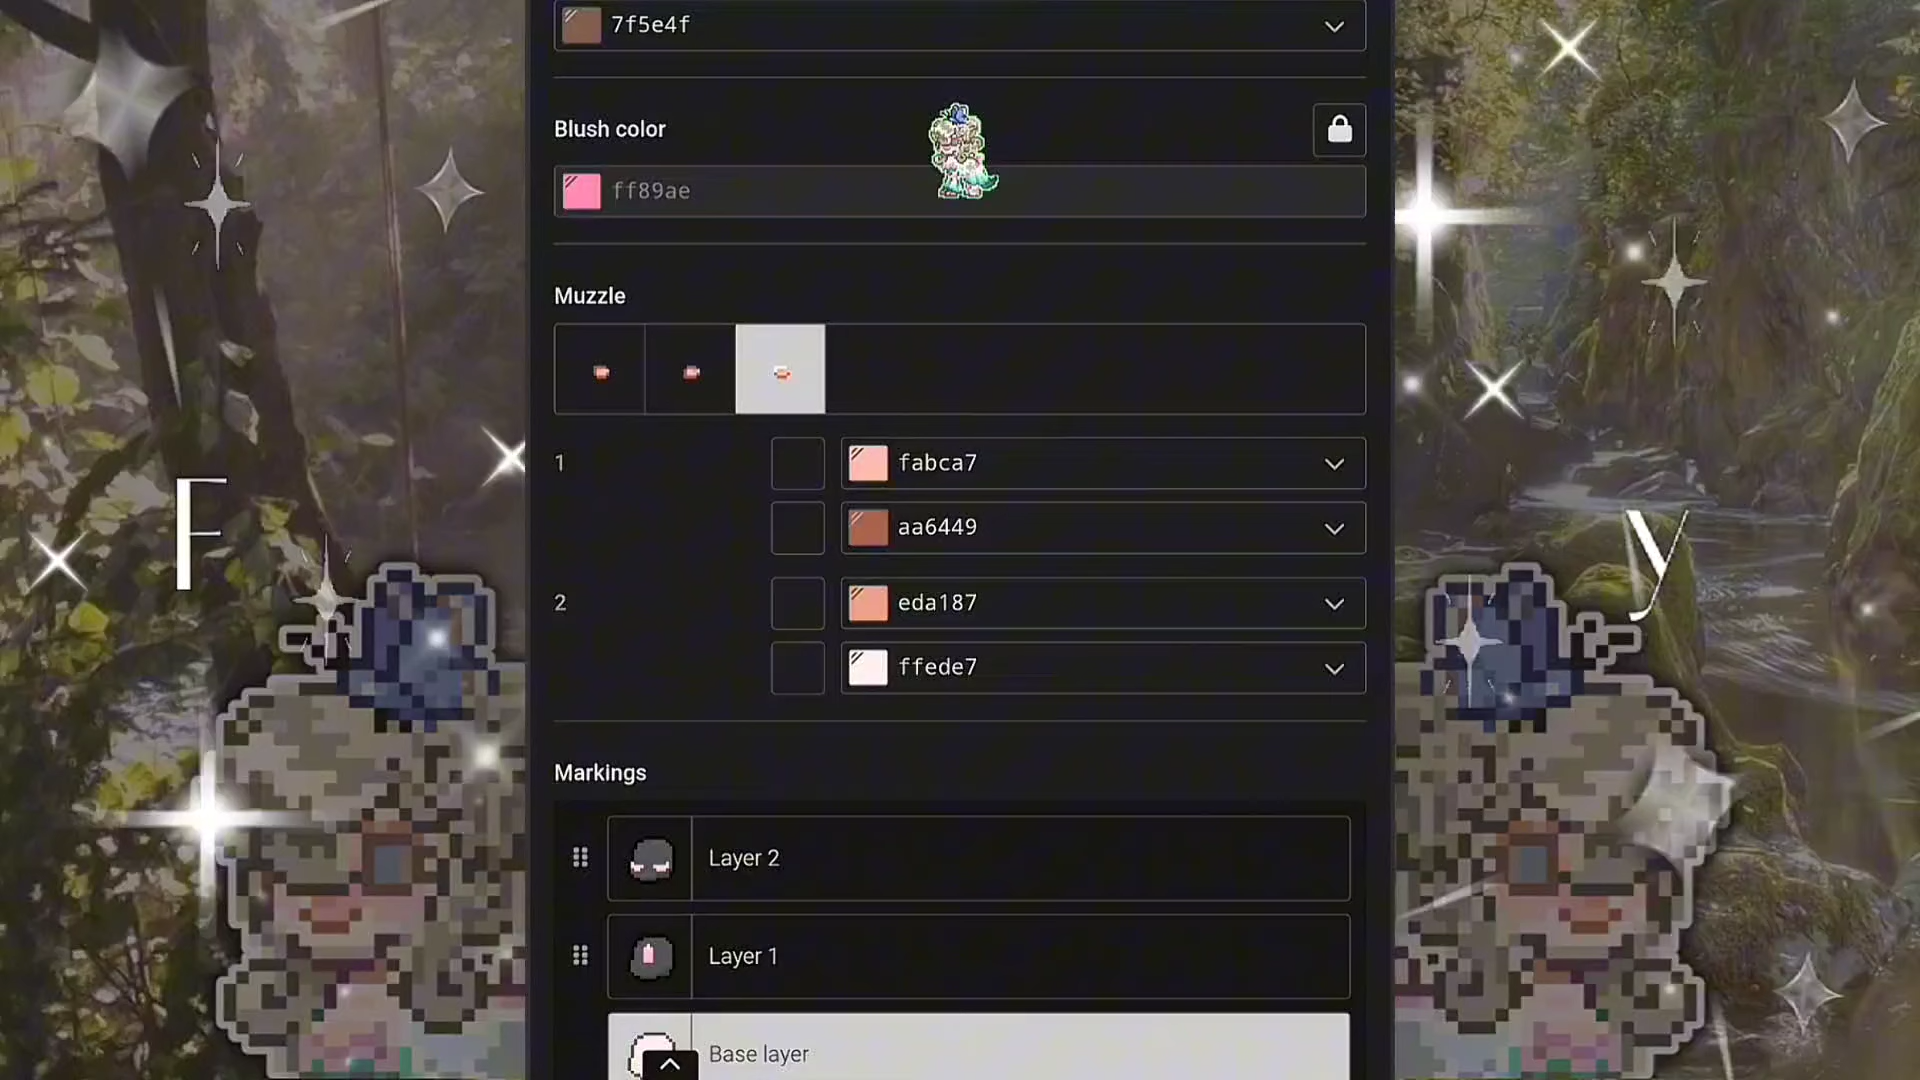 7f5e4f
Blush color
ff89ae
Muzzle
1
fabca7
aa6449
F
y
2
eda187
ffede7
Markings
Layer 2
Layer 1
Base layer